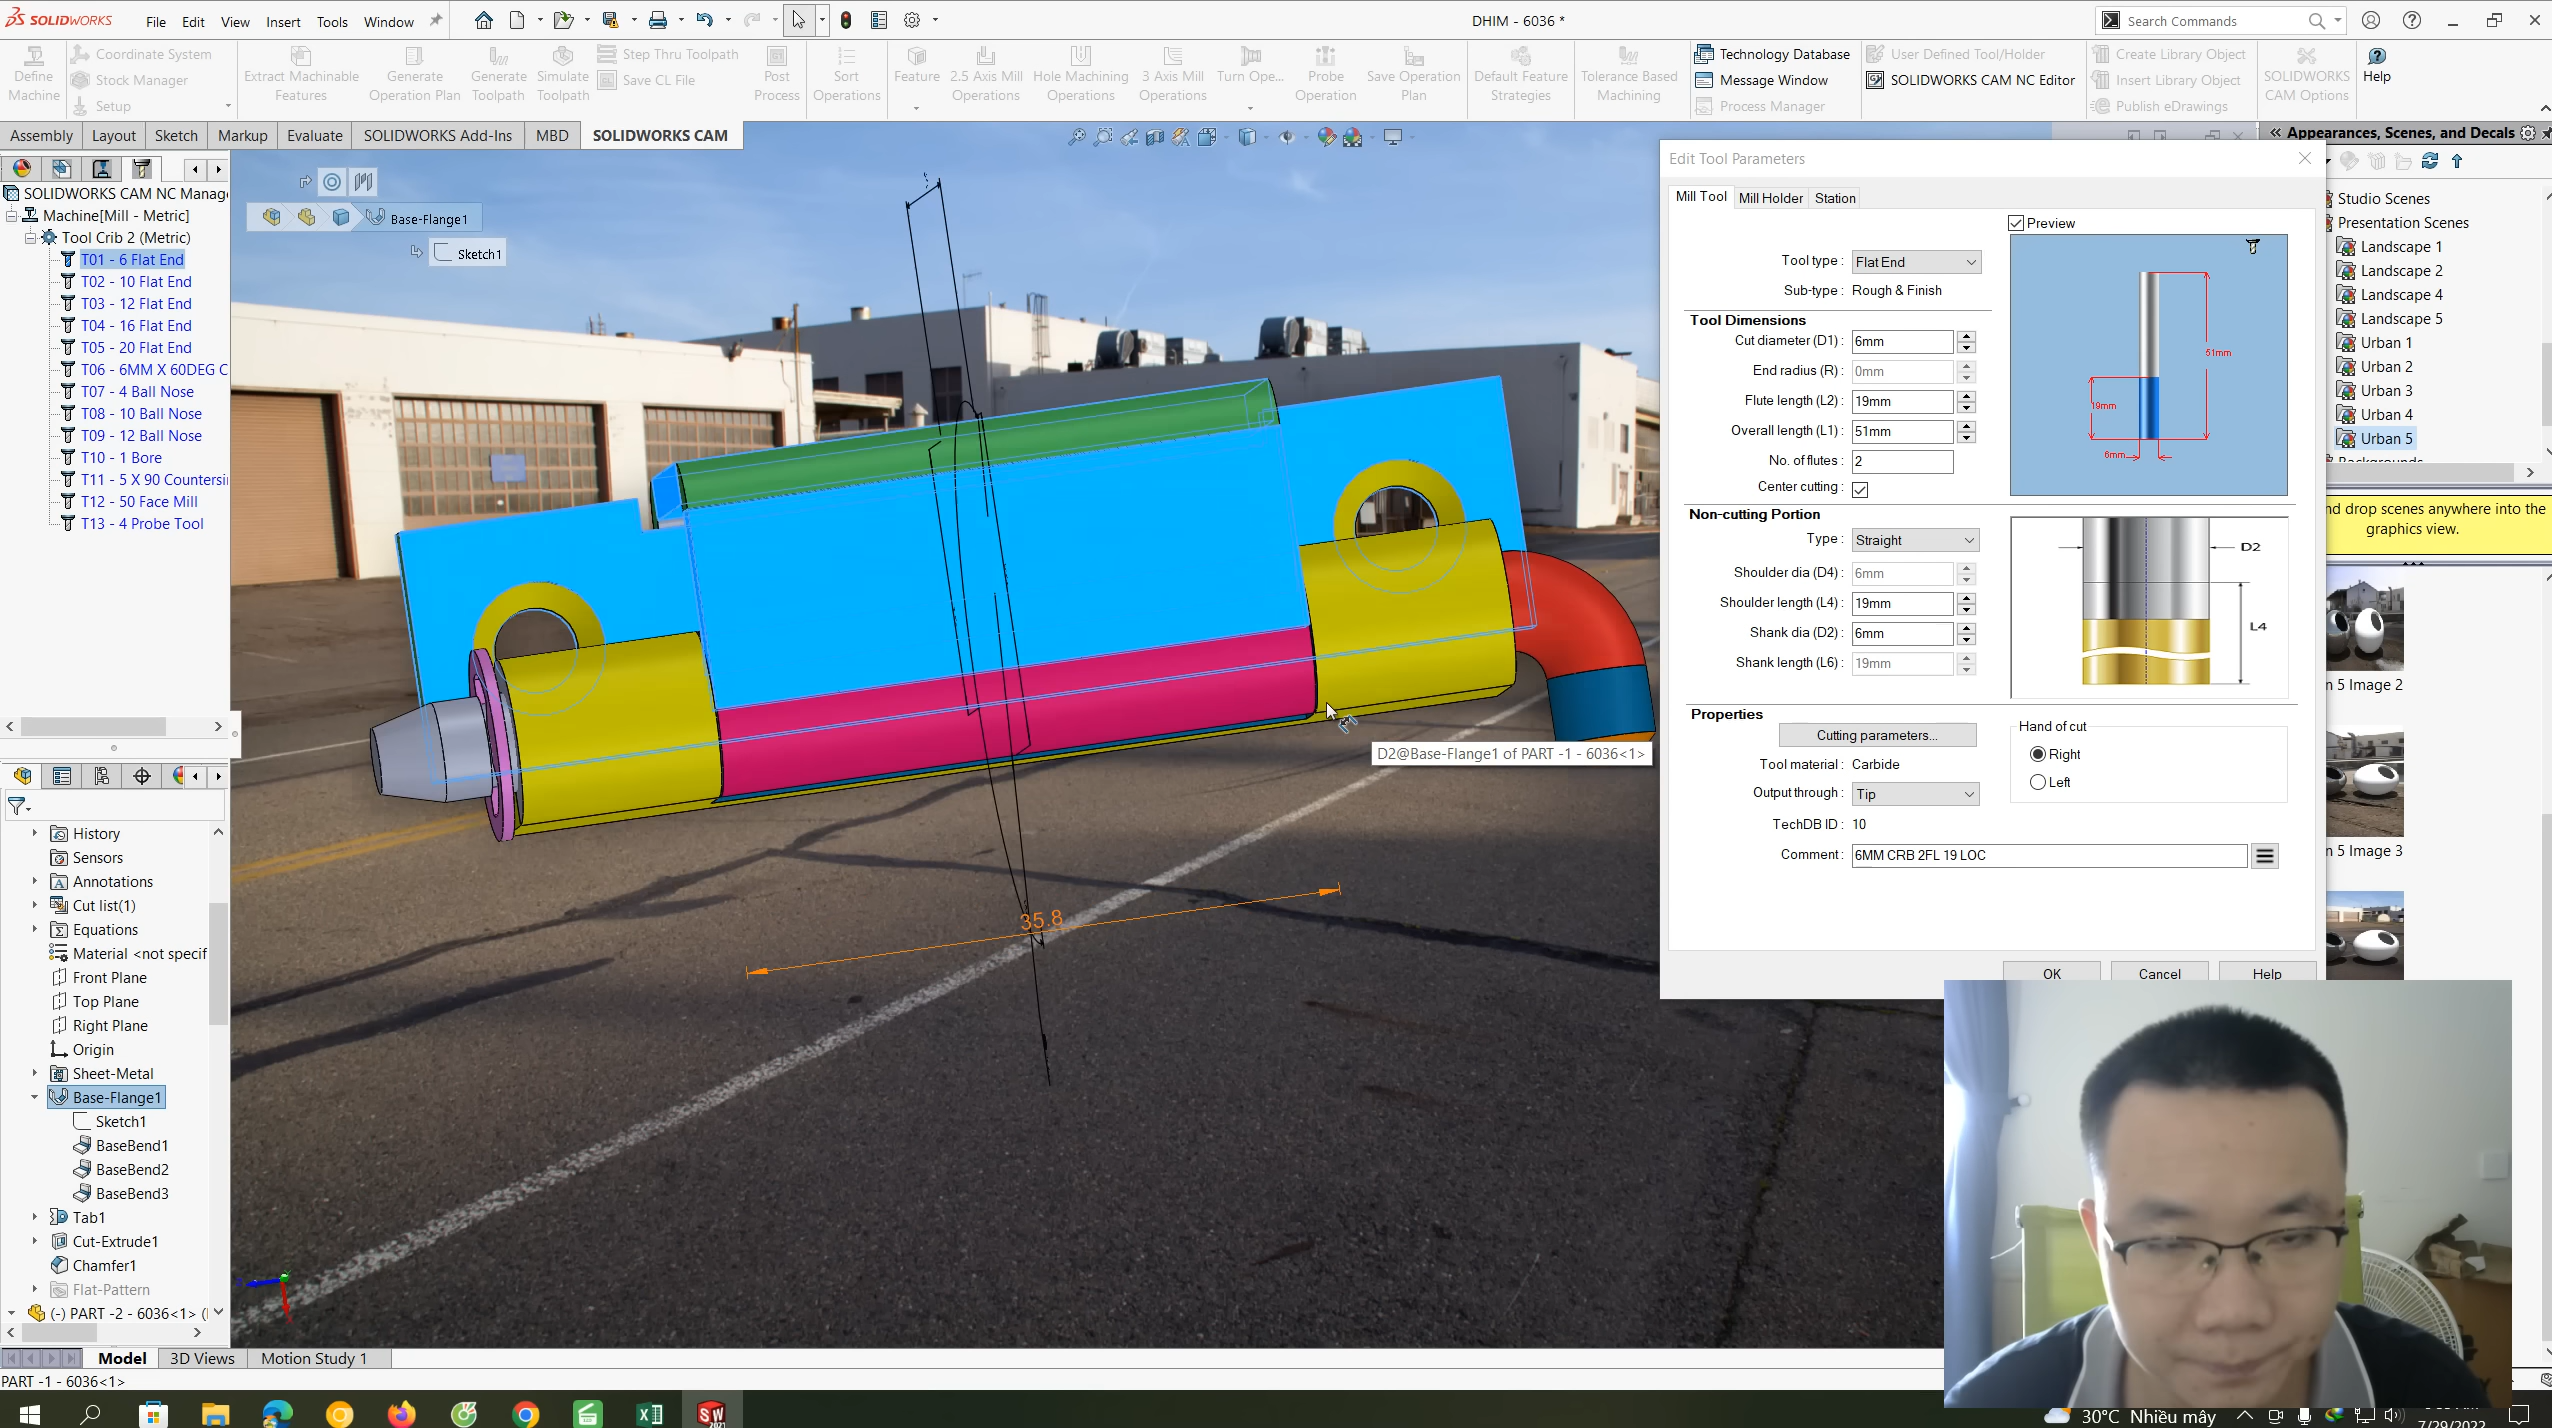 SOLIDWORKS
File Edit View Insert Tools Window
DHIM - 6036 *
Search Commands
Define Machine
Coordinate System
Stock Manager
Setup
Extract Machinable Features
Generate Operation Plan
Generate Toolpath
Simulate Toolpath
Step Thru Toolpath
Save CL File
Post Process
Sort Operations
Feature
2.5 Axis Mill Operations
Hole Machining Operations
3 Axis Mill Operations
Turn Ope...
Probe Operation
Save Operation Plan
Default Feature Strategies
Tolerance Based Machining
Technology Database
Message Window
Process Manager
User Defined Tool/Holder
SOLIDWORKS CAM NC Editor
Create Library Object
Insert Library Object
Publish eDrawings
SOLIDWORKS CAM Options
Help
Assembly Layout Sketch Markup Evaluate SOLIDWORKS Add-Ins MBD SOLIDWORKS CAM
SOLIDWORKS CAM NC Manag
Machine[Mill - Metric]
Tool Crib 2 (Metric)
T01 - 6 Flat End
T02 - 10 Flat End
T03 - 12 Flat End
T04 - 16 Flat End
T05 - 20 Flat End
T06 - 6MM X 60DEG C
T07 - 4 Ball Nose
T08 - 10 Ball Nose
T09 - 12 Ball Nose
T10 - 1 Bore
T11 - 5 X 90 Countersi
T12 - 50 Face Mill
T13 - 4 Probe Tool
History
Sensors
Annotations
Cut list(1)
Equations
Material <not specif
Front Plane
Top Plane
Right Plane
Origin
Sheet-Metal
Base-Flange1
Sketch1
BaseBend1
BaseBend2
BaseBend3
Tab1
Cut-Extrude1
Chamfer1
Flat-Pattern
(-) PART -2 - 6036<1> (
Base-Flange1
Sketch1
35.8
D2@Base-Flange1 of PART -1 - 6036<1>
Edit Tool Parameters
Mill Tool Mill Holder Station
Preview
Tool type : Flat End
Sub-type : Rough & Finish
Tool Dimensions
Cut diameter (D1) : 6mm
End radius (R) : 0mm
Flute length (L2) : 19mm
Overall length (L1) : 51mm
No. of flutes : 2
Center cutting :
51mm
19mm
6mm
Non-cutting Portion
Type : Straight
Shoulder dia (D4) : 6mm
Shoulder length (L4) : 19mm
Shank dia (D2) : 6mm
Shank length (L6) : 19mm
D2
L4
Properties
Cutting parameters...
Tool material : Carbide
Output through : Tip
TechDB ID : 10
Comment : 6MM CRB 2FL 19 LOC
Hand of cut
Right
Left
OK Cancel Help
Appearances, Scenes, and Decals
Studio Scenes
Presentation Scenes
Landscape 1
Landscape 2
Landscape 4
Landscape 5
Urban 1
Urban 2
Urban 3
Urban 4
Urban 5
nd drop scenes anywhere into the graphics view.
n 5 Image 2
n 5 Image 3
Model 3D Views Motion Study 1
PART -1 - 6036<1>
30°C Nhiều mây
7/29/2022